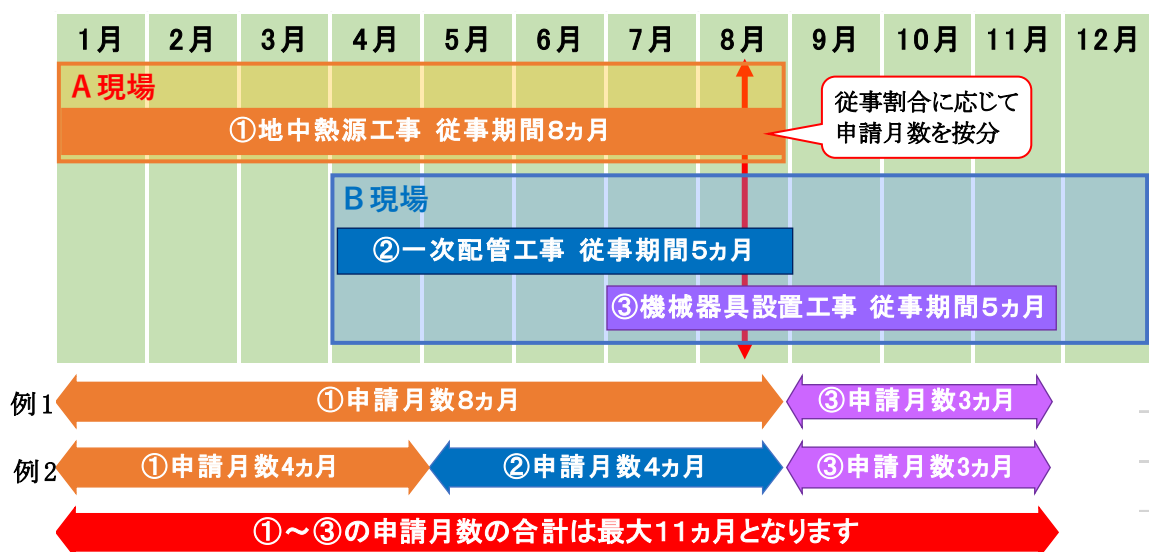 1月 2月 3月 4月 5月 6月 7月 8月 9月 10月 11月 12月
A現場
①地中熱源工事 従事期間8ヵ月
従事割合に応じて
申請月数を按分
B現場
②一次配管工事 従事期間5ヵ月
③機械器具設置工事 従事期間5ヵ月
例1
①申請月数8ヵ月
③申請月数3ヵ月
例2
①申請月数4ヵ月
②申請月数4ヵ月
③申請月数3ヵ月
①～③の申請月数の合計は最大11ヵ月となります